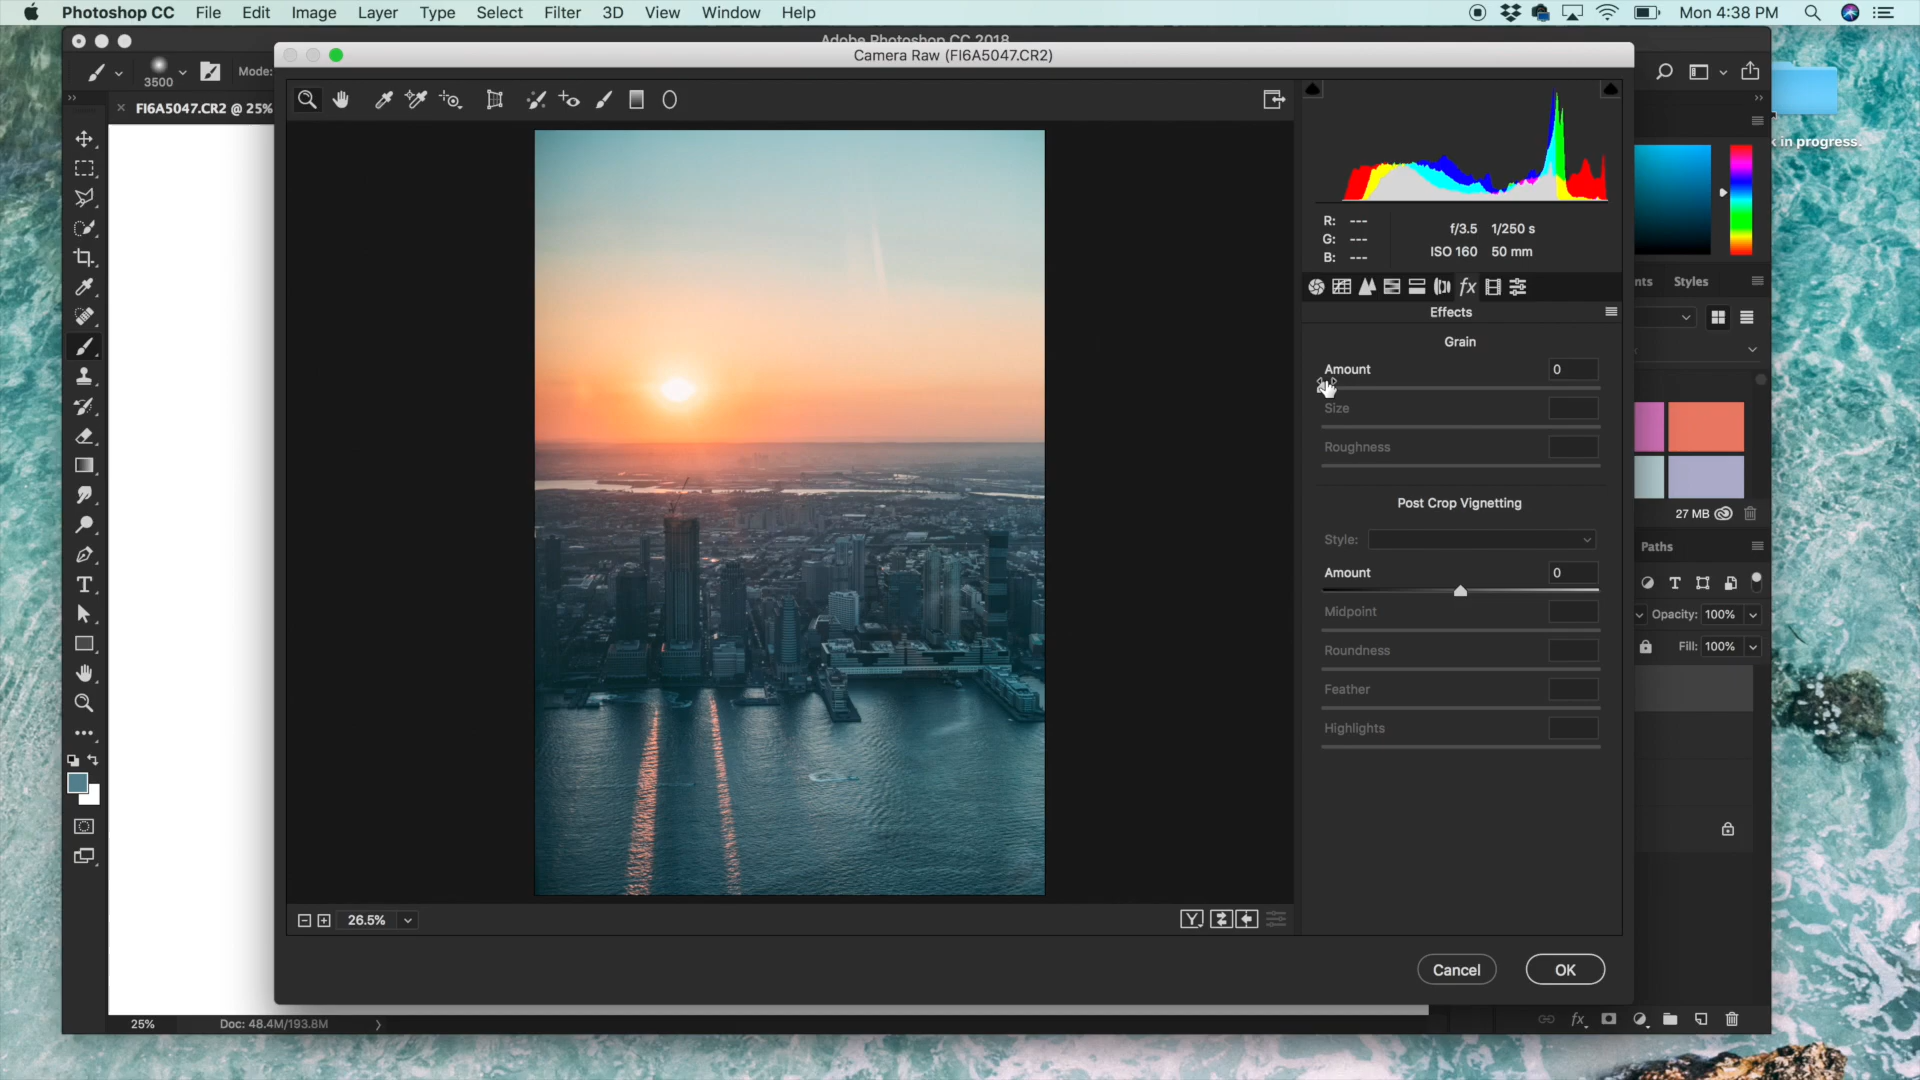 Photoshop CC File Edit Image Layer Type Select Filter 3D View Window Help Mon 4:38 PM
Adobe Photoshop CC 2018
Camera Raw (FI6A5047.CR2)
3500 Mode:
FI6A5047.CR2 @ 25%
in progress.
R: ---
G: ---
B: ---
f/3.5 1/250 s
ISO 160 50 mm
fx
Effects
nts Styles
Grain
Amount 0
Size
Roughness
Post Crop Vignetting
27 MB
Style:
Paths
Amount 0
Midpoint
Opacity: 100%
Roundness
Fill: 100%
Feather
Highlights
26.5%
Y
Cancel OK
25% Doc: 48.4M/193.8M
fx